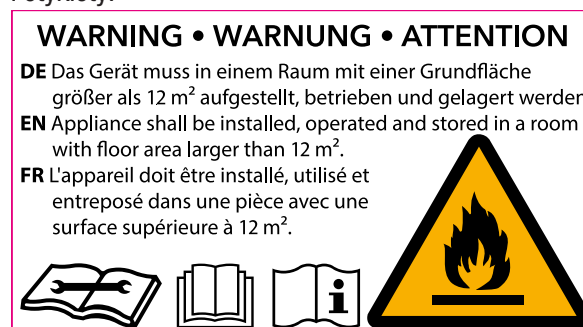 WARNING • WARNUNG • ATTENTION
DE Das Gerät muss in einem Raum mit einer Grundfläche
größer als 12 m² aufgestellt, betrieben und gelagert werden
EN Appliance shall be installed, operated and stored in a room
with floor area larger than 12 m².
FR L'appareil doit être installé, utilisé et
entreposé dans une pièce avec une
surface supérieure à 12 m².
i